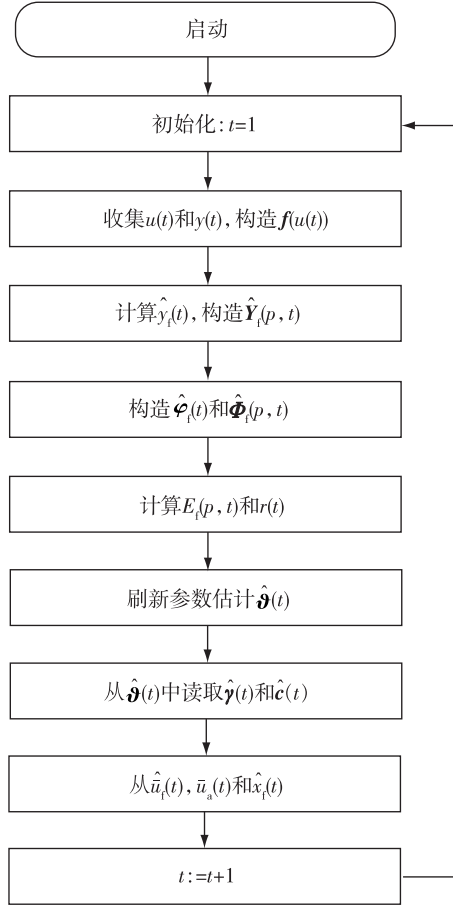 启动
初始化:t=1
收集u(t)和y(t),构造f(u(t))
计算ŷ_f(t),构造Ŷ_f(p,t)
构造φ̂_f(t)和Φ̂_f(p,t)
计算E_f(p,t)和r(t)
刷新参数估计ϑ̂(t)
从ϑ̂(t)中读取γ̂(t)和ĉ(t)
从ū̂_f(t),ū_a(t)和x̂_f(t)
t:=t+1